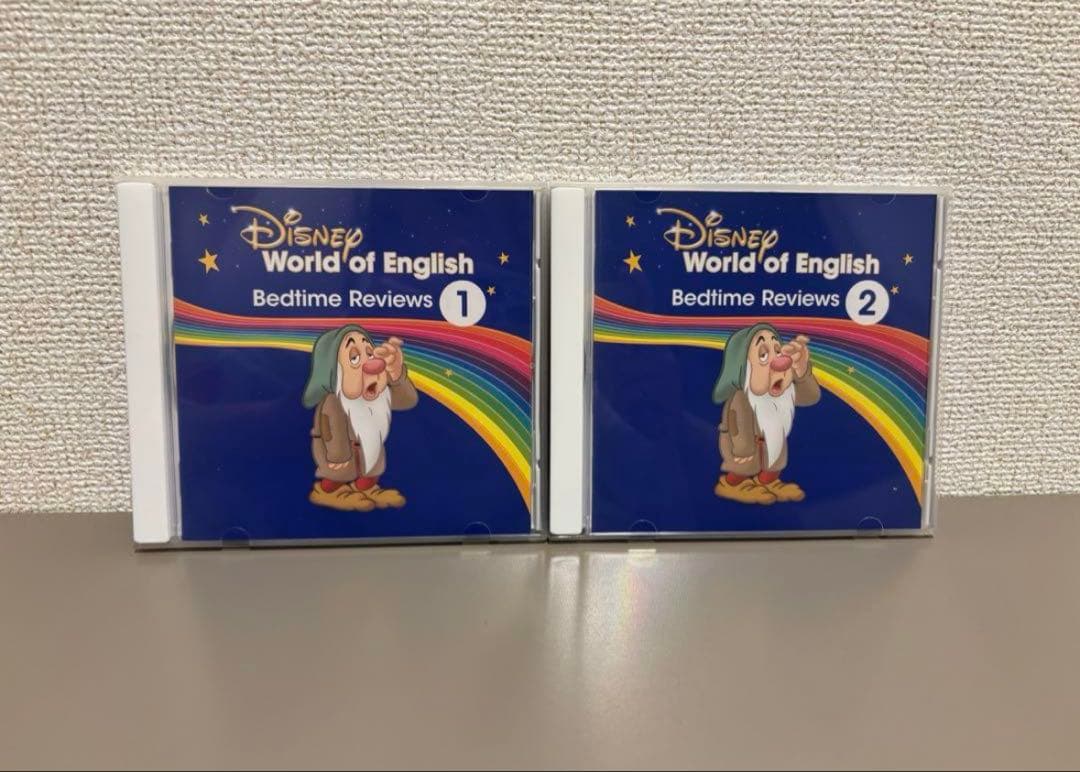 Disney
World of English
Bedtime Reviews 1
Disney
World of English
Bedtime Reviews 2